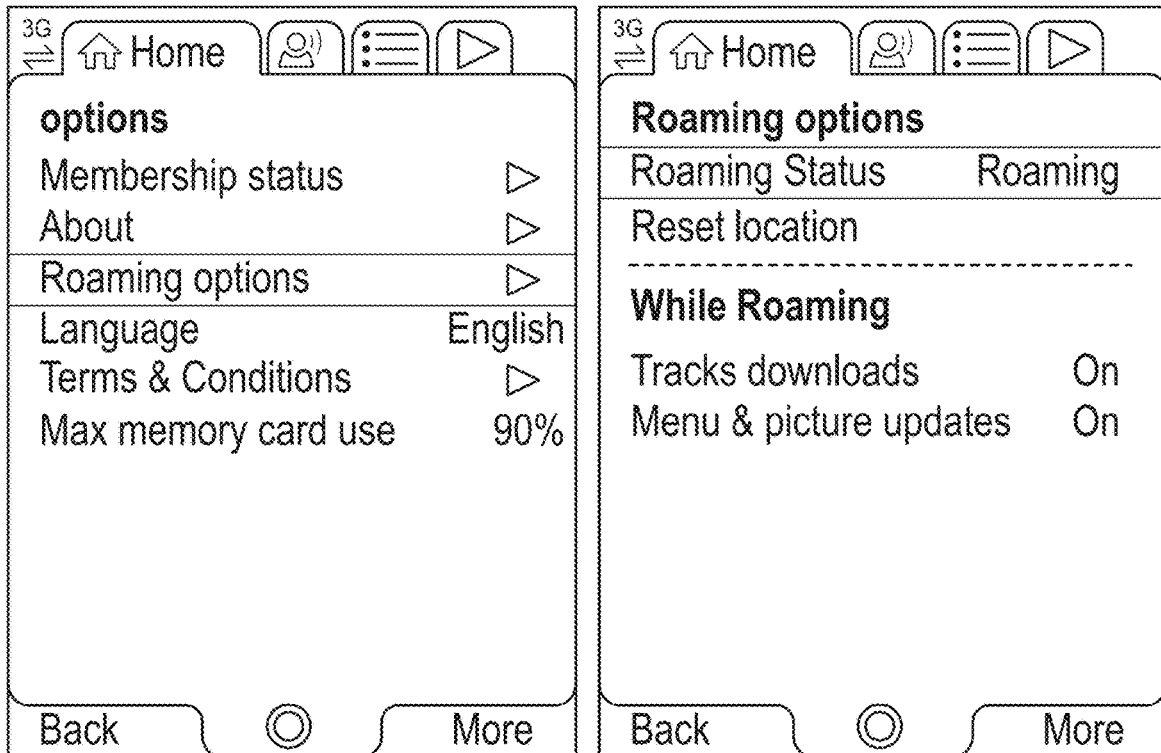 3G
Home
options
Membership status
About
Roaming options
Language English
Terms & Conditions
Max memory card use 90%
Back More
3G
Home
Roaming options
Roaming Status Roaming
Reset location
While Roaming
Tracks downloads On
Menu & picture updates On
Back More